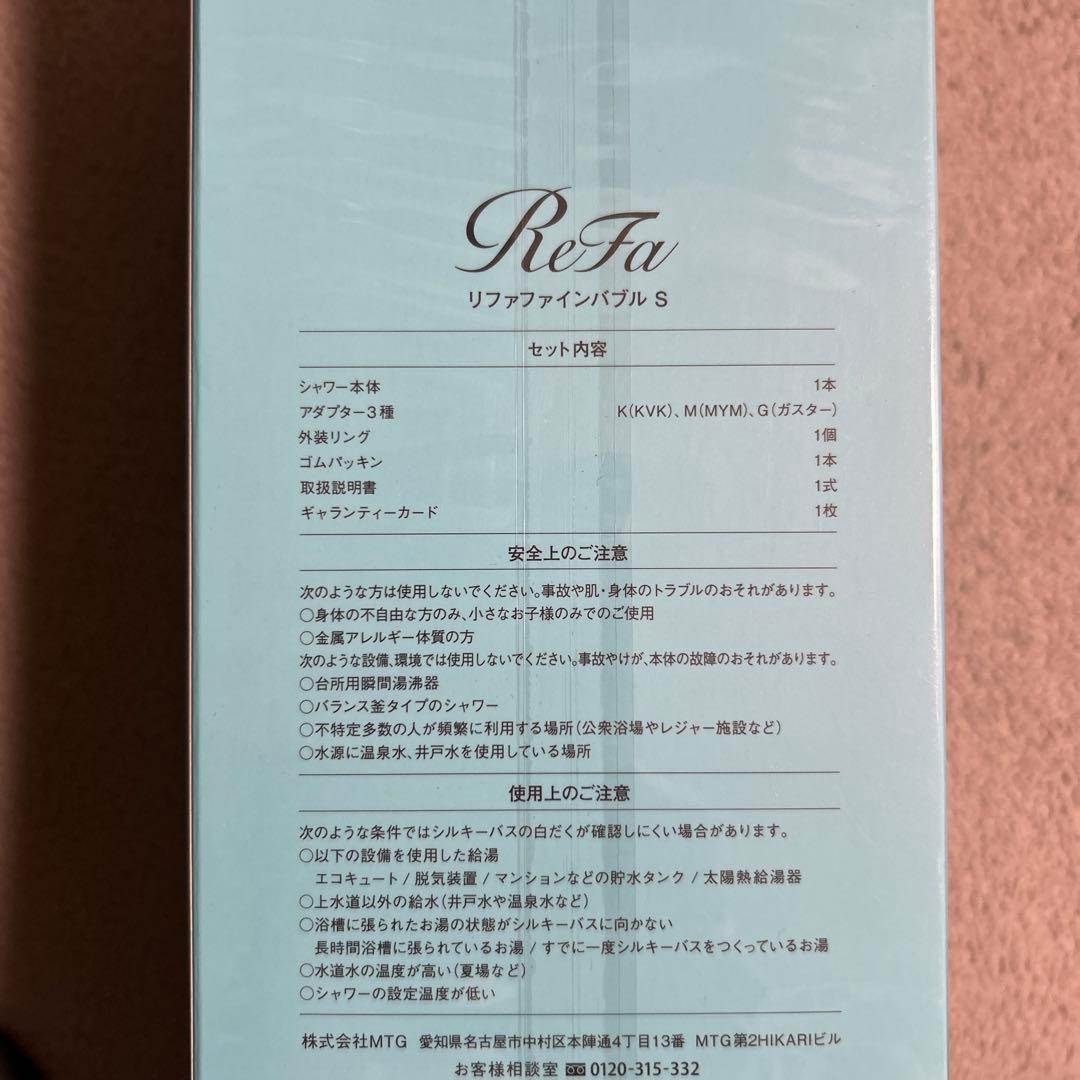 ReFa
リファファインバブル S
セット内容
シャワー本体 1本
アダプター3種 K(KVK)、M(MYM)、G(ガスター)
外装リング 1個
ゴムパッキン 1本
取扱説明書 1式
ギャランティーカード 1枚
安全上のご注意
次のような方は使用しないでください。事故や肌・身体のトラブルのおそれがあります。
○身体の不自由な方のみ、小さなお子様のみでのご使用
○金属アレルギー体質の方
次のような設備、環境では使用しないでください。事故やけが、本体の故障のおそれがあります。
○台所用瞬間湯沸器
○バランス釜タイプのシャワー
○不特定多数の人が頻繁に利用する場所(公衆浴場やレジャー施設など)
○水源に温泉水、井戸水を使用している場所
使用上のご注意
次のような条件ではシルキーバスの白だくが確認しにくい場合があります。
○以下の設備を使用した給湯
エコキュート / 脱気装置 / マンションなどの貯水タンク / 太陽熱給湯器
○上水道以外の給水(井戸水や温泉水など)
○浴槽に張られたお湯の状態がシルキーバスに向かない
長時間浴槽に張られているお湯 / すでに一度シルキーバスをつくっているお湯
○水道水の温度が高い(夏場など)
○シャワーの設定温度が低い
株式会社MTG 愛知県名古屋市中村区本陣通4丁目13番 MTG第2HIKARIビル
お客様相談室 0120-315-332